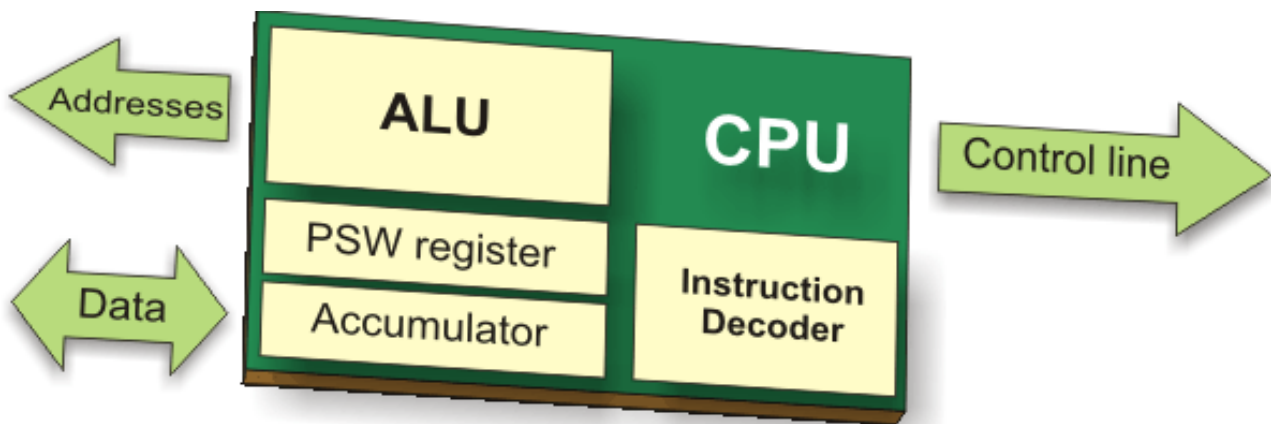 Addresses
ALU
CPU
Control line
PSW register
Data
Accumulator
Instruction
Decoder